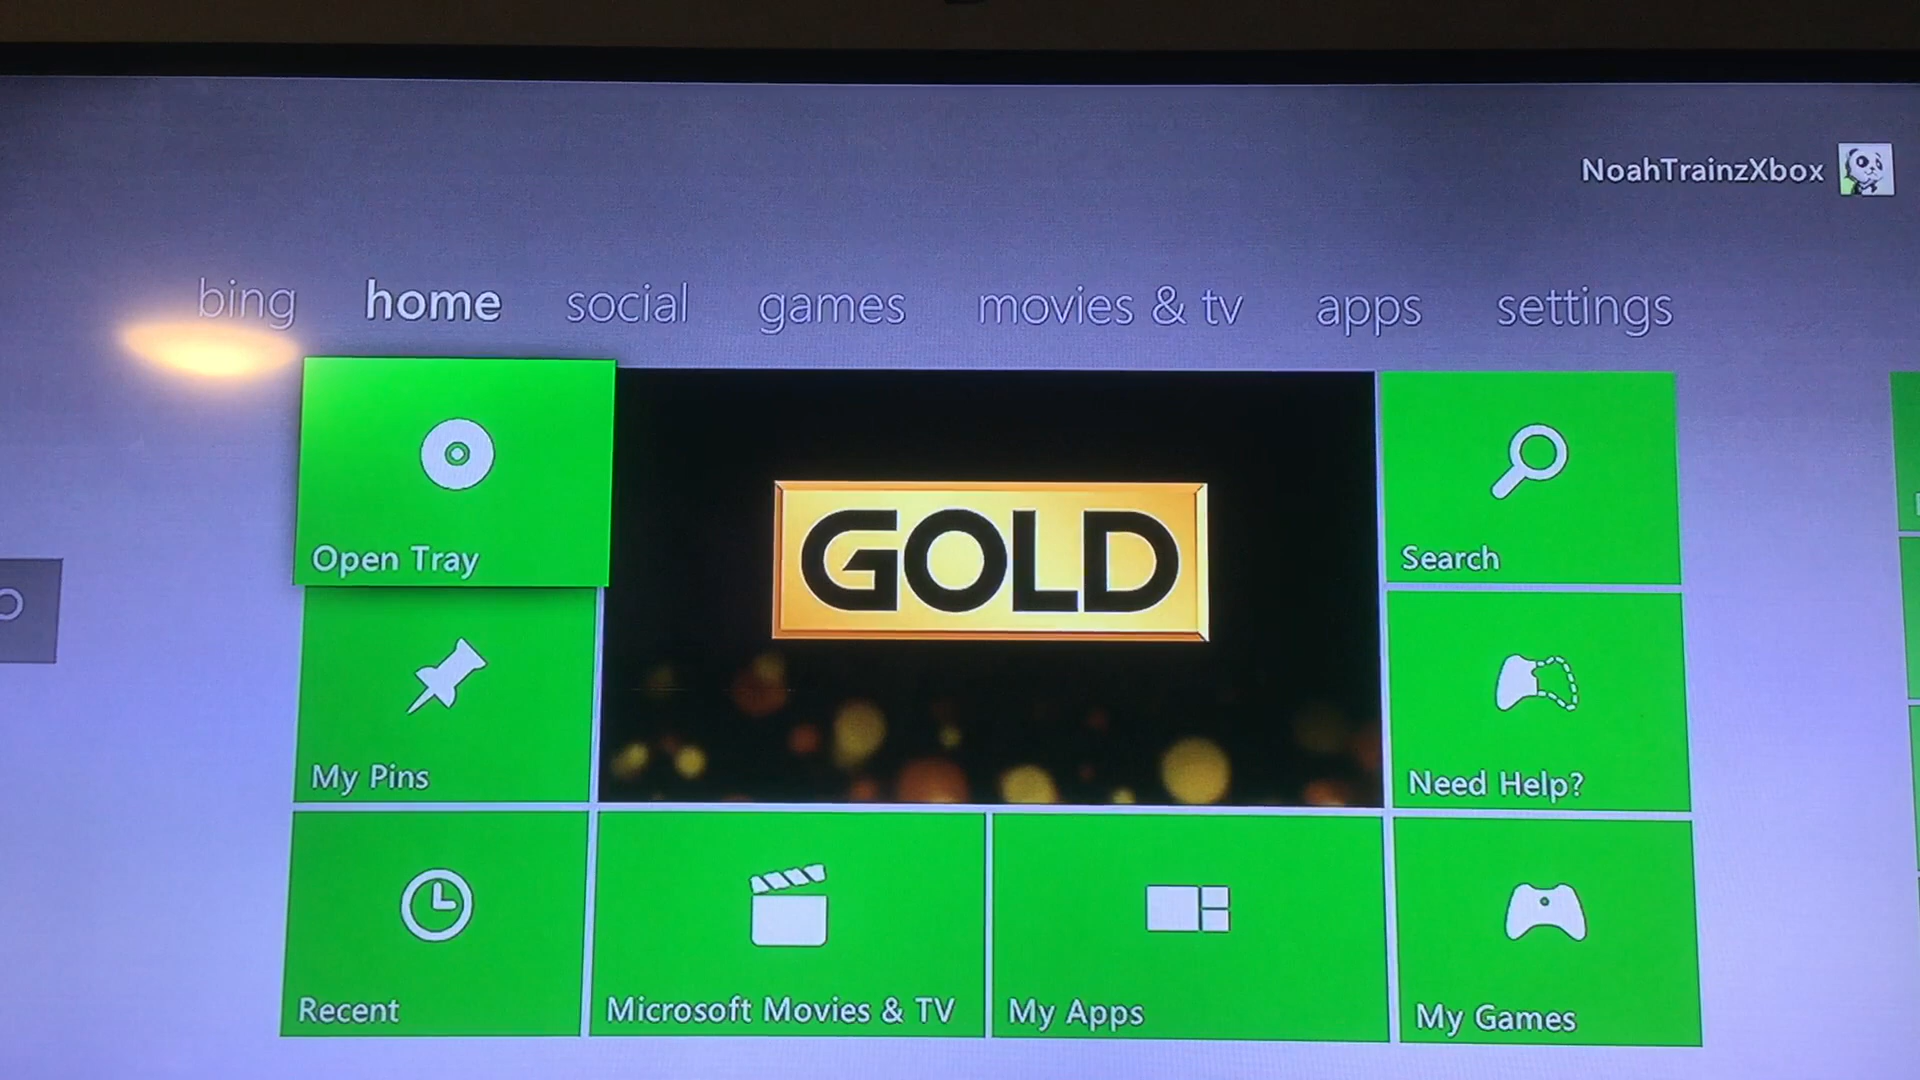 NoahTrainzXbox
bing home social games movies & tv apps settings
Open Tray
GOLD
Search
My Pins
Need Help?
Recent
Microsoft Movies & TV
My Apps
My Games